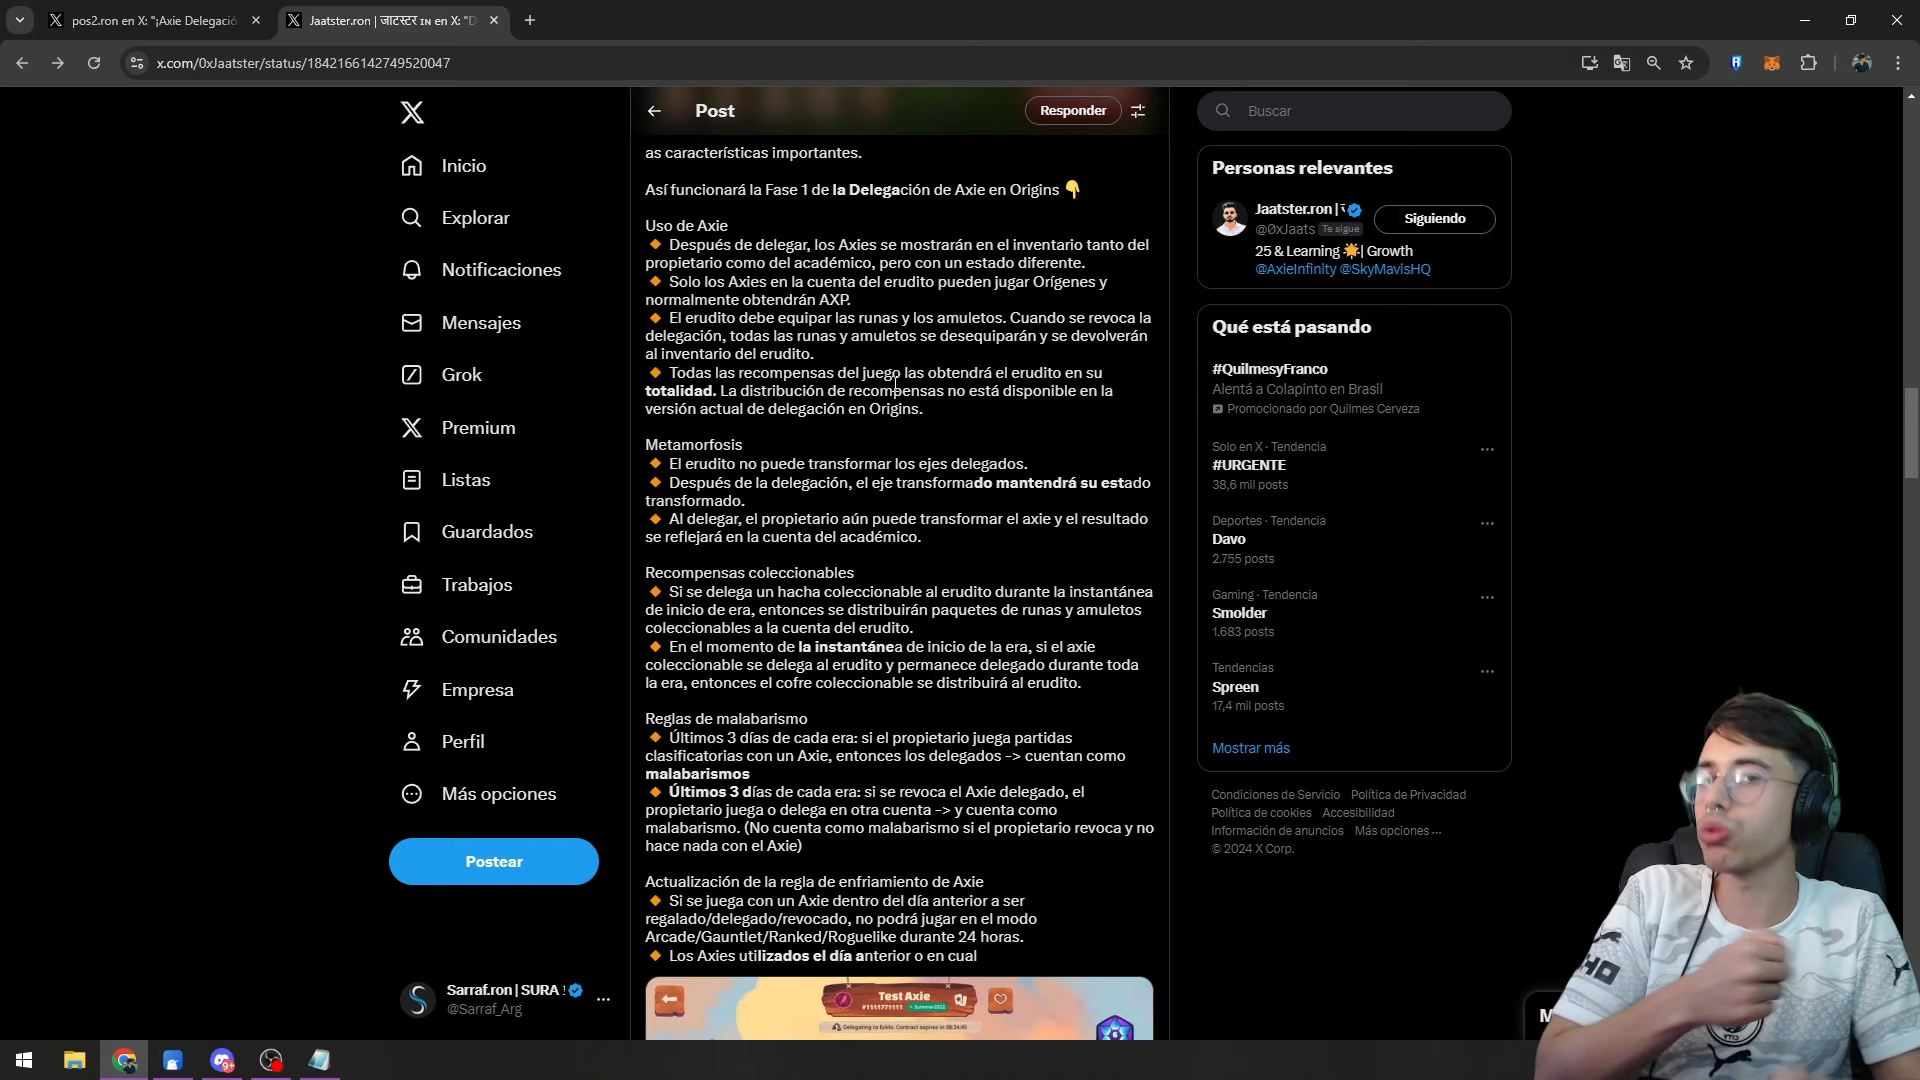 pos2.ron en X: "¡Axie Delegació
Jaatster.ron | जाटस्टर ɪɴ en X: "D
x.com/0xJaatster/status/1842166142749520047
Inicio
Explorar
Notificaciones
Mensajes
Grok
Premium
Listas
Guardados
Trabajos
Comunidades
Empresa
Perfil
Más opciones
Postear
Sarraf.ron | SURA !
@Sarraf_Arg
Post
Responder
as características importantes.
Así funcionará la Fase 1 de la Delegación de Axie en Origins 👇
Uso de Axie
🔸 Después de delegar, los Axies se mostrarán en el inventario tanto del
propietario como del académico, pero con un estado diferente.
🔸 Solo los Axies en la cuenta del erudito pueden jugar Orígenes y
normalmente obtendrán AXP.
🔸 El erudito debe equipar las runas y los amuletos. Cuando se revoca la
delegación, todas las runas y amuletos se desequiparán y se devolverán
al inventario del erudito.
🔸 Todas las recompensas del juego las obtendrá el erudito en su
totalidad. La distribución de recompensas no está disponible en la
versión actual de delegación en Origins.
Metamorfosis
🔸 El erudito no puede transformar los ejes delegados.
🔸 Después de la delegación, el eje transformado mantendrá su estado
transformado.
🔸 Al delegar, el propietario aún puede transformar el axie y el resultado
se reflejará en la cuenta del académico.
Recompensas coleccionables
🔸 Si se delega un hacha coleccionable al erudito durante la instantánea
de inicio de era, entonces se distribuirán paquetes de runas y amuletos
coleccionables a la cuenta del erudito.
🔸 En el momento de la instantánea de inicio de la era, si el axie
coleccionable se delega al erudito y permanece delegado durante toda
la era, entonces el cofre coleccionable se distribuirá al erudito.
Reglas de malabarismo
🔸 Últimos 3 días de cada era: si el propietario juega partidas
clasificatorias con un Axie, entonces los delegados -> cuentan como
malabarismos
🔸 Últimos 3 días de cada era: si se revoca el Axie delegado, el
propietario juega o delega en otra cuenta -> y cuenta como
malabarismo. (No cuenta como malabarismo si el propietario revoca y no
hace nada con el Axie)
Actualización de la regla de enfriamiento de Axie
🔸 Si se juega con un Axie dentro del día anterior a ser
regalado/delegado/revocado, no podrá jugar en el modo
Arcade/Gauntlet/Ranked/Roguelike durante 24 horas.
🔸 Los Axies utilizados el día anterior o en cual
Test Axie
#1111771111
Summer2022
Delegating to Ecklo. Contract expires in 08:34:45
6
Buscar
Personas relevantes
Jaatster.ron |
@0xJaats Te sigue
Siguiendo
25 & Learning 🌟| Growth
@AxieInfinity @SkyMavisHQ
Qué está pasando
#QuilmesyFranco
Alentá a Colapinto en Brasil
Promocionado por Quilmes Cerveza
Solo en X · Tendencia
#URGENTE
38,6 mil posts
Deportes · Tendencia
Davo
2.755 posts
Gaming · Tendencia
Smolder
1.683 posts
Tendencias
Spreen
17,4 mil posts
Mostrar más
Condiciones de Servicio Política de Privacidad
Política de cookies Accesibilidad
Información de anuncios Más opciones ···
© 2024 X Corp.
M
9+